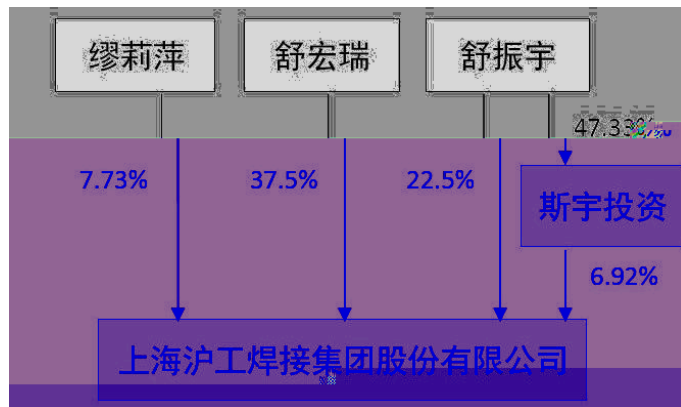 缪莉萍 舒宏瑞 舒振宇
47.33%
7.73% 37.5% 22.5%
斯宇投资
6.92%
上海沪工焊接集团股份有限公司